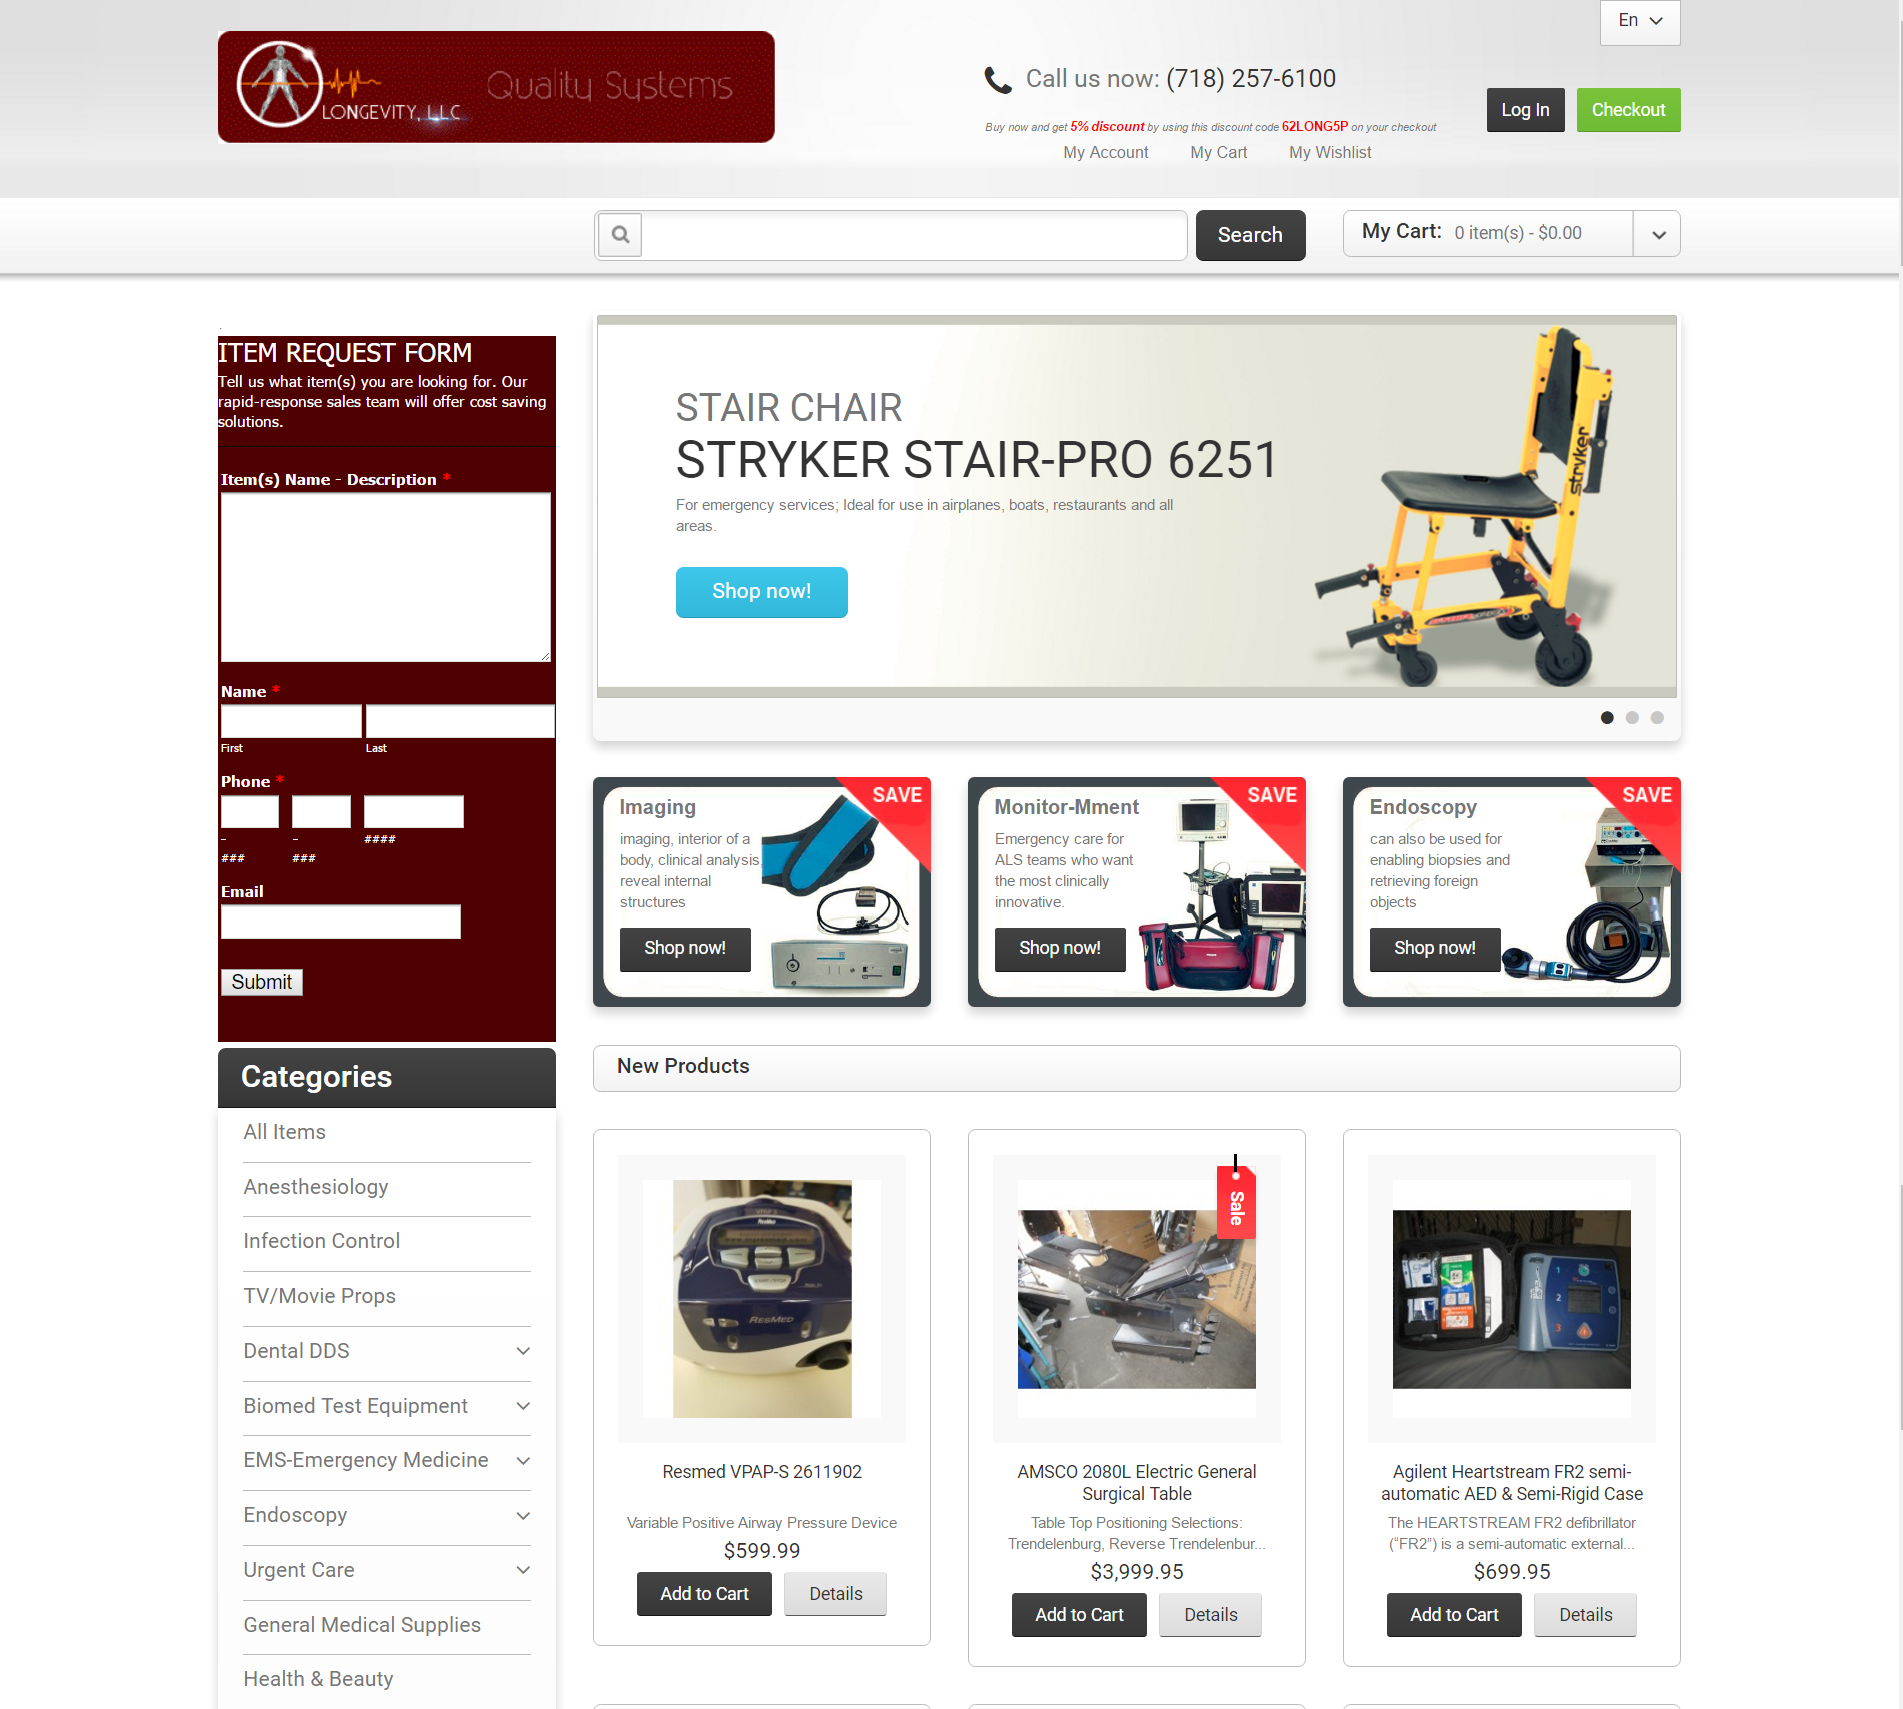 En
LONGEVITY, LLC
Quality Systems
Call us now: (718) 257-6100
Log In
Checkout
Buy now and get 5% discount by using this discount code 62LONG5P on your checkout
My Account My Cart My Wishlist
Search
My Cart: 0 item(s) - $0.00
ITEM REQUEST FORM
Tell us what item(s) you are looking for. Our
rapid-response sales team will offer cost saving
solutions.
Item(s) Name - Description *
Name *
First Last
Phone *
- - ####
### ###
Email
Submit
STAIR CHAIR
STRYKER STAIR-PRO 6251
For emergency services; Ideal for use in airplanes, boats, restaurants and all
areas.
Shop now!
stryker
SAVE
Imaging
imaging, interior of a
body, clinical analysis,
reveal internal
structures
Shop now!
SAVE
Monitor-Mment
Emergency care for
ALS teams who want
the most clinically
innovative.
Shop now!
SAVE
Endoscopy
can also be used for
enabling biopsies and
retrieving foreign
objects
Shop now!
Categories
All Items
Anesthesiology
Infection Control
TV/Movie Props
Dental DDS
Biomed Test Equipment
EMS-Emergency Medicine
Endoscopy
Urgent Care
General Medical Supplies
Health & Beauty
New Products
RESMED
Resmed VPAP-S 2611902
Variable Positive Airway Pressure Device
$599.99
Add to Cart Details
Sale
AMSCO 2080L Electric General
Surgical Table
Table Top Positioning Selections:
Trendelenburg, Reverse Trendelenbur...
$3,999.95
Add to Cart Details
1
2
3
Agilent Heartstream FR2 semi-
automatic AED & Semi-Rigid Case
The HEARTSTREAM FR2 defibrillator
(“FR2”) is a semi-automatic external...
$699.95
Add to Cart Details